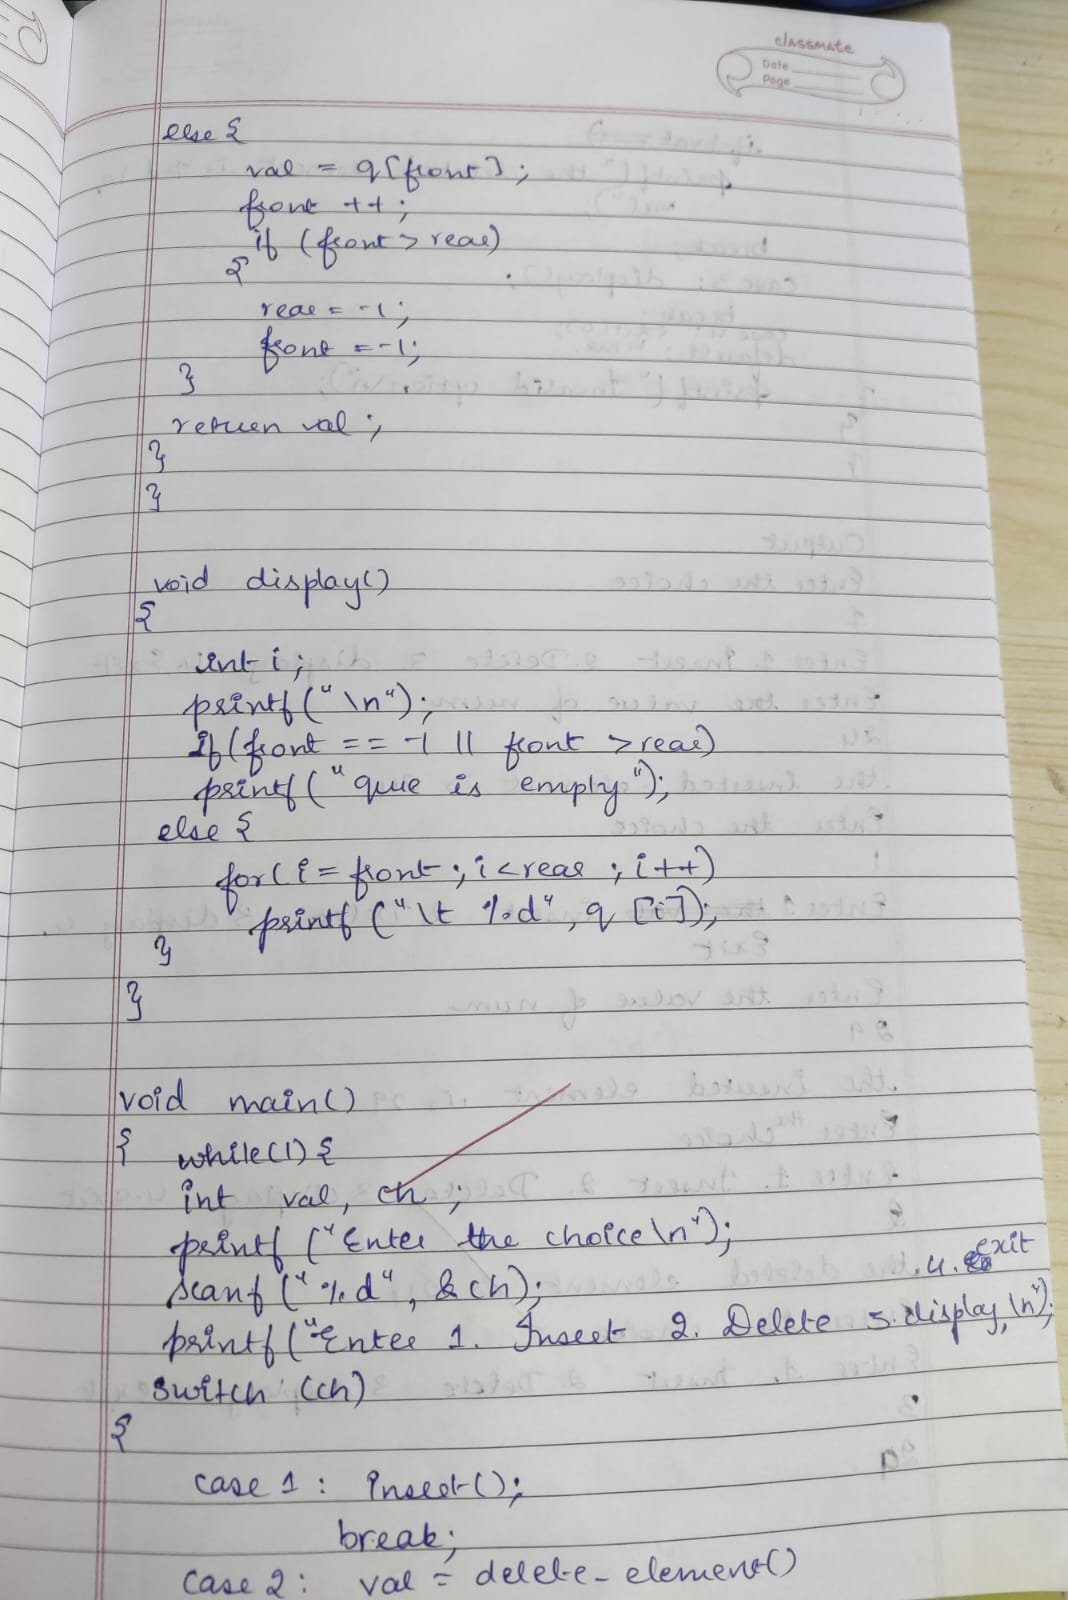 classmate
Date
Page
else {
val = q[front];
front ++;
if (front > rear)
{
rear = -1;
front = -1;
}
return val;
}
}
void display()
{
int i;
printf("\n");
if(front == -1 || front > rear)
printf("que is empty");
else {
for(i = front; i < rear ; i++)
printf ("\t %d", q [i]);
}
}
void main()
{ while(1) {
int val, ch ;
printf ("Enter the choice\n");
scanf ("%d", &ch);
4. exit
printf("Enter 1. Insert 2. Delete 3. display, \n");
switch (ch)
{
case 1 : insert();
break;
case 2 : val = delete_element()